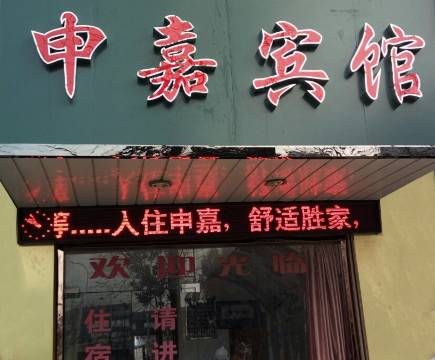 申嘉宾馆
.....入住申嘉，舒适胜家，
欢迎光临
住宿
请进